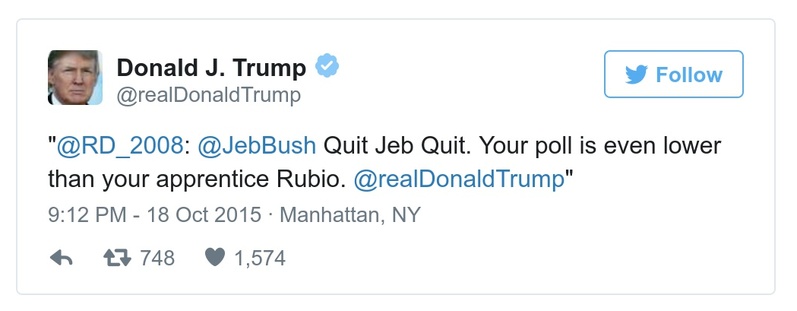 Donald J. Trump
@realDonaldTrump
Follow
"@RD_2008: @JebBush Quit Jeb Quit. Your poll is even lower
than your apprentice Rubio. @realDonaldTrump"
9:12 PM - 18 Oct 2015 · Manhattan, NY
748 1,574